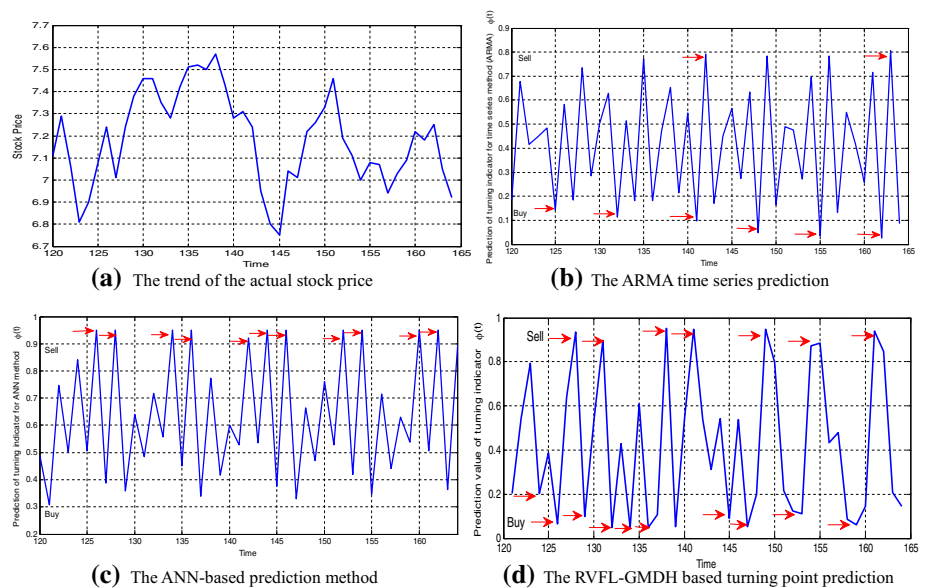 7.7
7.6
7.5
7.4
7.3
7.2
7.1
7
6.9
6.8
6.7
Stock Price
120 125 130 135 140 145 150 155 160 165
Time
(a) The trend of the actual stock price
Prediction of turning indicator for time series method (ARMA) ϕ(t)
0.9
0.8
0.7
0.6
0.5
0.4
0.3
0.2
0.1
0
Sell
Buy
120 125 130 135 140 145 150 155 160 165
Time
(b) The ARMA time series prediction
Prediction of turning indicator for ANN method ϕ(t)
1
0.9
0.8
0.7
0.6
0.5
0.4
0.3
0.2
Sell
Buy
120 125 130 135 140 145 150 155 160
Time
(c) The ANN-based prediction method
Prediction value of turning indicator ϕ(t)
1
0.8
0.6
0.4
0.2
0
Sell
Buy
120 125 130 135 140 145 150 155 160 165
Time
(d) The RVFL-GMDH based turning point prediction